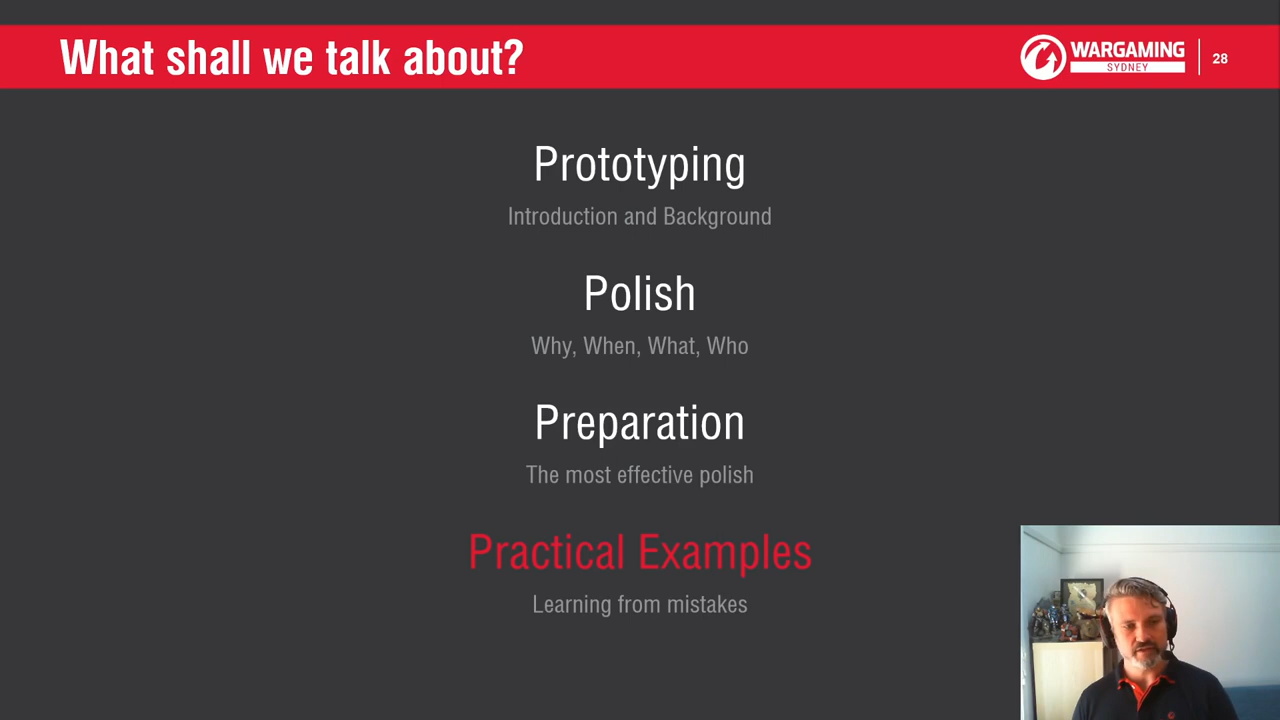 What shall we talk about?
WARGAMING
SYDNEY
28
Prototyping
Introduction and Background
Polish
Why, When, What, Who
Preparation
The most effective polish
Practical Examples
Learning from mistakes